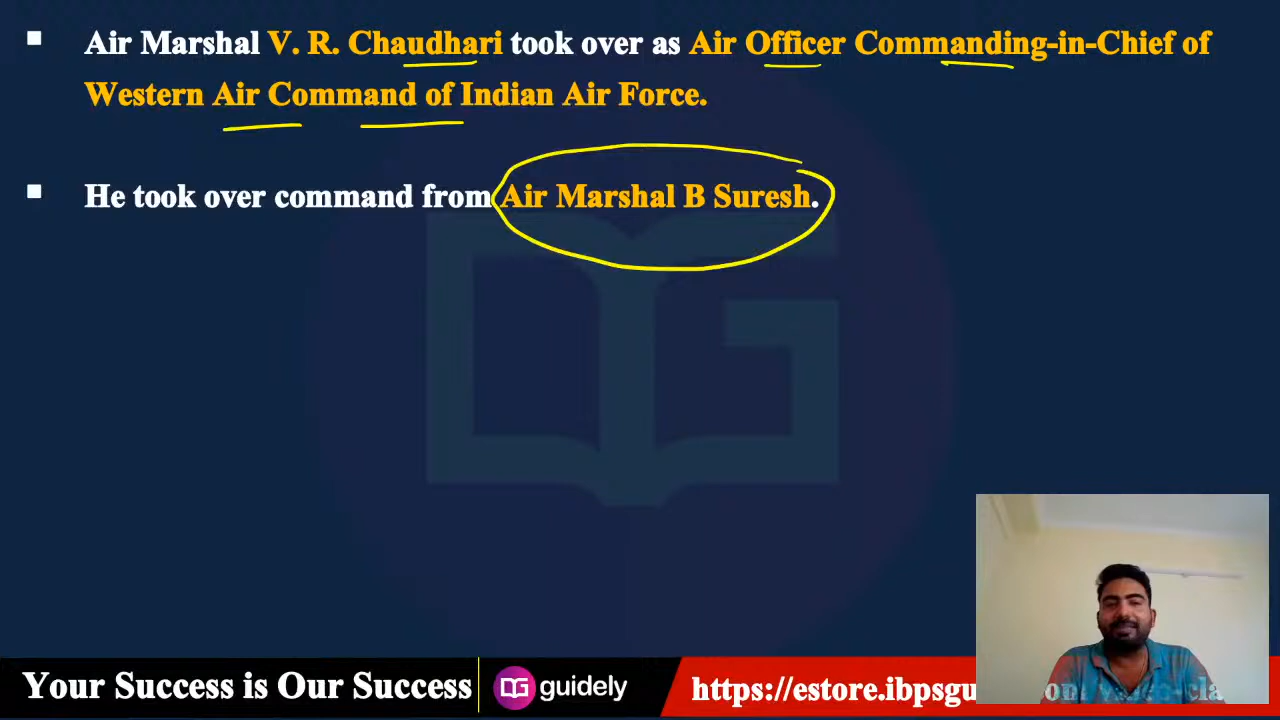 Air Marshal V. R. Chaudhari took over as Air Officer Commanding-in-Chief of
Western Air Command of Indian Air Force.
He took over command from Air Marshal B Suresh.
Your Success is Our Success
guidely
https://estore.ibpsgu